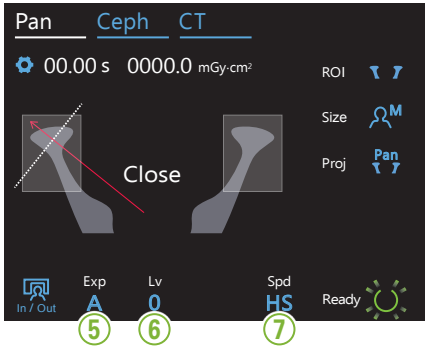 Pan Ceph CT
00.00 s 0000.0 mGy·cm²
ROI
Size M
Proj Pan
Close
In / Out
Exp Lv Spd
A 0 HS
Ready
⑤ ⑥ ⑦